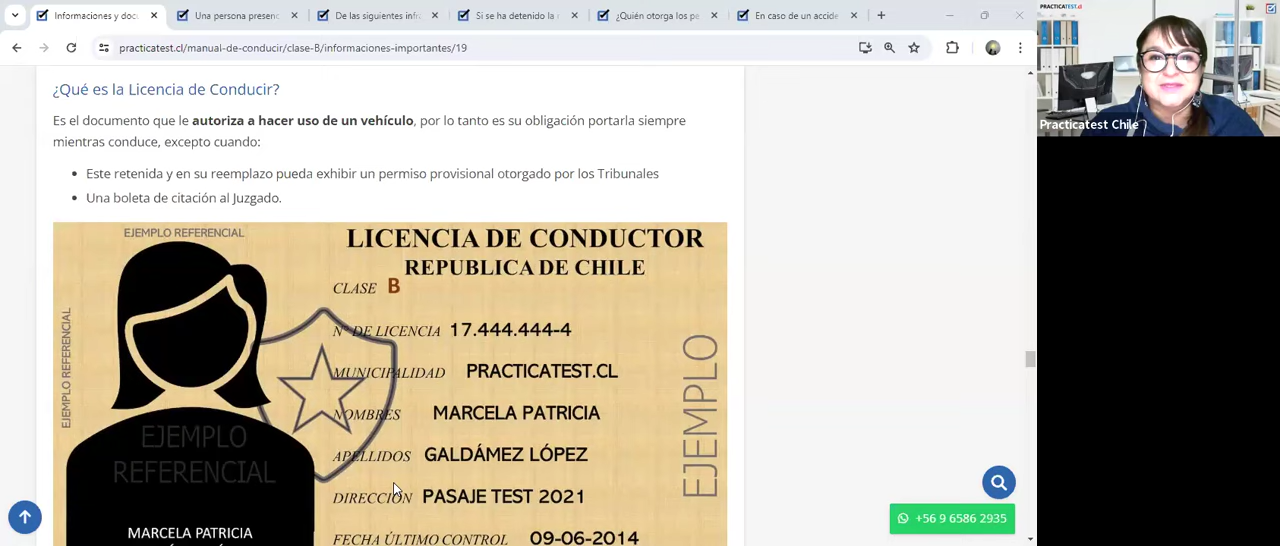 Informaciones y docu
Una persona presenc
De las siguientes infra
Si se ha detenido la r
¿Quién otorga los pe
En caso de un accide
practicatest.cl/manual-de-conducir/clase-B/informaciones-importantes/19
PRACTICATEST.cl
Practicatest Chile
¿Qué es la Licencia de Conducir?
Es el documento que le autoriza a hacer uso de un vehículo, por lo tanto es su obligación portarla siempre
mientras conduce, excepto cuando:
• Este retenida y en su reemplazo pueda exhibir un permiso provisional otorgado por los Tribunales
• Una boleta de citación al Juzgado.
EJEMPLO REFERENCIAL
EJEMPLO REFERENCIAL
LICENCIA DE CONDUCTOR
REPUBLICA DE CHILE
CLASE B
N° DE LICENCIA 17.444.444-4
MUNICIPALIDAD PRACTICATEST.CL
NOMBRES MARCELA PATRICIA
APELLIDOS GALDÁMEZ LÓPEZ
DIRECCIÓN PASAJE TEST 2021
FECHA ÚLTIMO CONTROL 09-06-2014
EJEMPLO
EJEMPLO
REFERENCIAL
MARCELA PATRICIA
+56 9 6586 2935